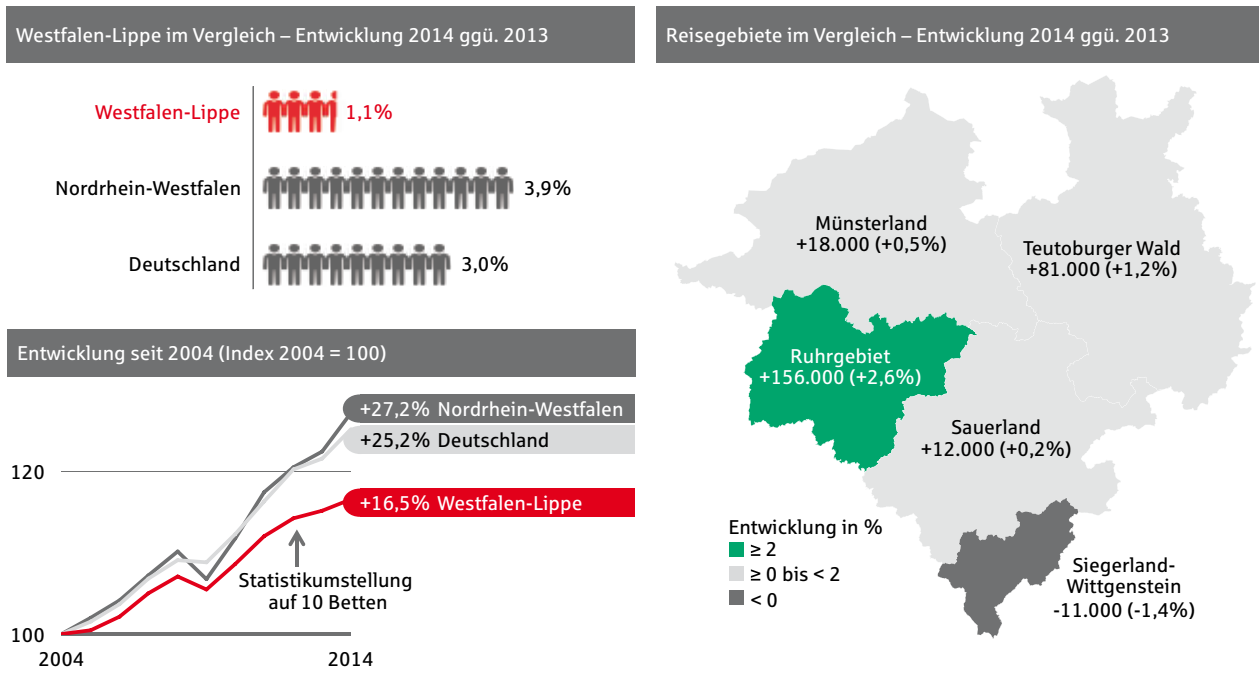 Westfalen-Lippe im Vergleich – Entwicklung 2014 ggü. 2013
Westfalen-Lippe
1,1%
Nordrhein-Westfalen
3,9%
Deutschland
3,0%
Entwicklung seit 2004 (Index 2004 = 100)
+27,2% Nordrhein-Westfalen
+25,2% Deutschland
120
+16,5% Westfalen-Lippe
Statistikumstellung
auf 10 Betten
100
2004
2014
Reisegebiete im Vergleich – Entwicklung 2014 ggü. 2013
Münsterland
+18.000 (+0,5%)
Teutoburger Wald
+81.000 (+1,2%)
Ruhrgebiet
+156.000 (+2,6%)
Sauerland
+12.000 (+0,2%)
Entwicklung in %
≥ 2
≥ 0 bis < 2
< 0
Siegerland-
Wittgenstein
-11.000 (-1,4%)